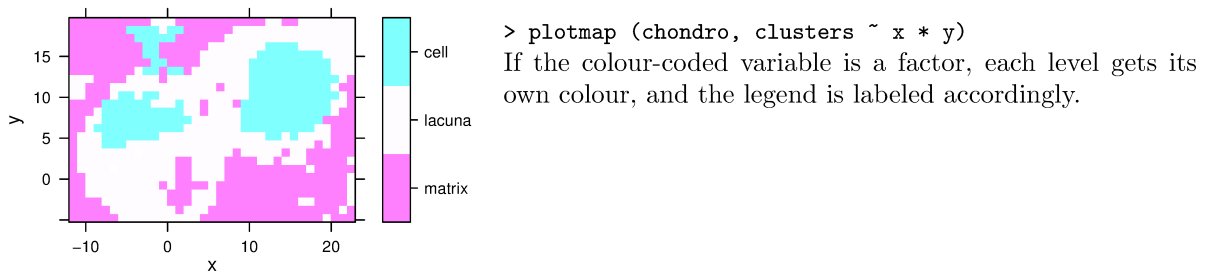 15
10
5
0
y
−10 0 10 20
x
cell
lacuna
matrix
> plotmap (chondro, clusters ~ x * y)
If the colour-coded variable is a factor, each level gets its
own colour, and the legend is labeled accordingly.